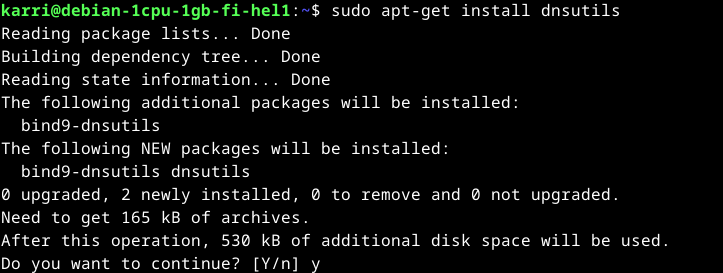 karri@debian-1cpu-1gb-fi-hel1:~$ sudo apt-get install dnsutils
Reading package lists... Done
Building dependency tree... Done
Reading state information... Done
The following additional packages will be installed:
  bind9-dnsutils
The following NEW packages will be installed:
  bind9-dnsutils dnsutils
0 upgraded, 2 newly installed, 0 to remove and 0 not upgraded.
Need to get 165 kB of archives.
After this operation, 530 kB of additional disk space will be used.
Do you want to continue? [Y/n] y